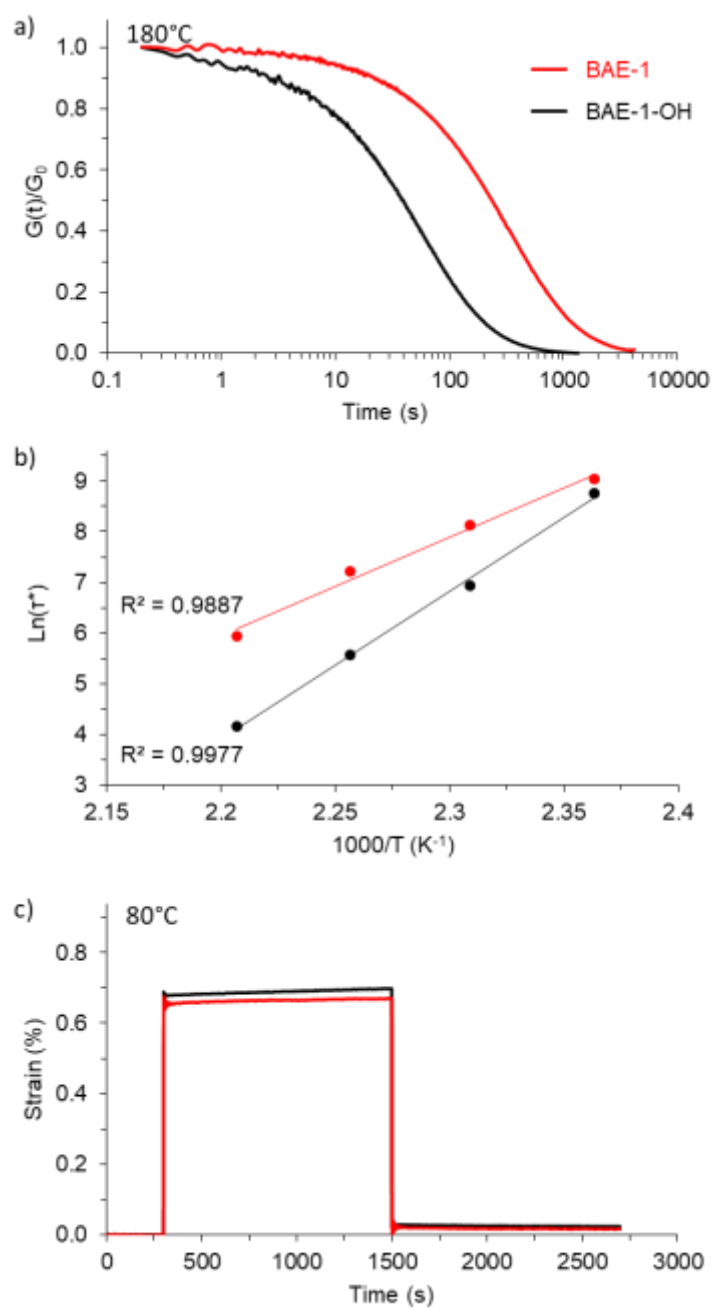 a)
180°C
1.0
0.8
0.6
0.4
0.2
0.0
G(t)/G₀
BAE-1
BAE-1-OH
0.1 1 10 100 1000 10000
Time (s)
b)
9
8
7
6
5
4
3
Ln(τ*)
R² = 0.9887
R² = 0.9977
2.15 2.2 2.25 2.3 2.35 2.4
1000/T (K⁻¹)
c)
80°C
0.8
0.6
0.4
0.2
0.0
Strain (%)
0 500 1000 1500 2000 2500 3000
Time (s)